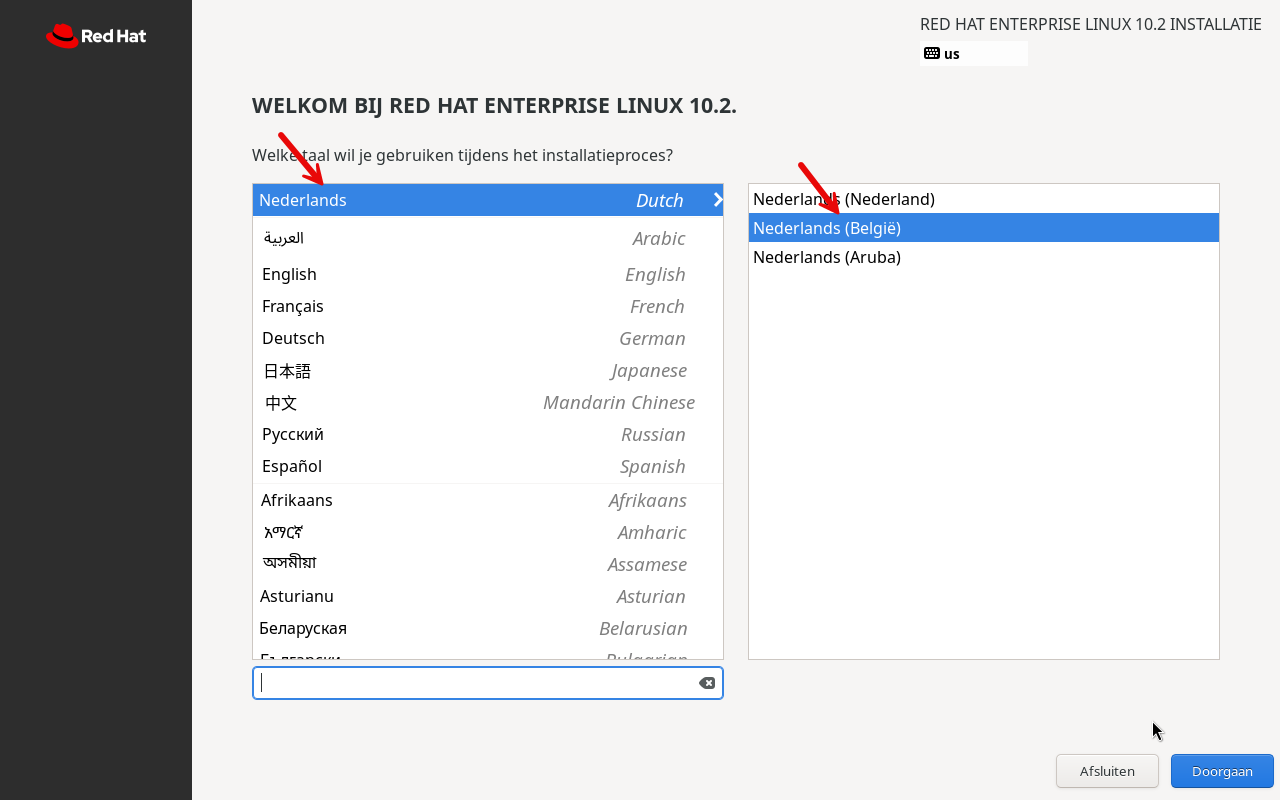 Red Hat
RED HAT ENTERPRISE LINUX 10.2 INSTALLATIE
us
WELKOM BIJ RED HAT ENTERPRISE LINUX 10.2.
Welke taal wil je gebruiken tijdens het installatieproces?
Nederlands Dutch
العربية Arabic
English English
Français French
Deutsch German
日本語 Japanese
中文 Mandarin Chinese
Русский Russian
Español Spanish
Afrikaans Afrikaans
አማርኛ Amharic
অসমীয়া Assamese
Asturianu Asturian
Беларуская Belarusian
Български Bulgarian
Nederlands (Nederland)
Nederlands (België)
Nederlands (Aruba)
Afsluiten
Doorgaan